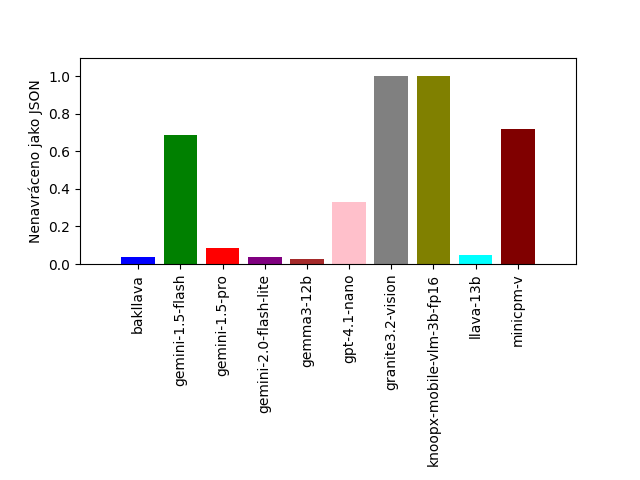 Nenavráceno jako JSON
1.0
0.8
0.6
0.4
0.2
0.0
bakllava
gemini-1.5-flash
gemini-1.5-pro
gemini-2.0-flash-lite
gemma3-12b
gpt-4.1-nano
granite3.2-vision
knoopx-mobile-vlm-3b-fp16
llava-13b
minicpm-v